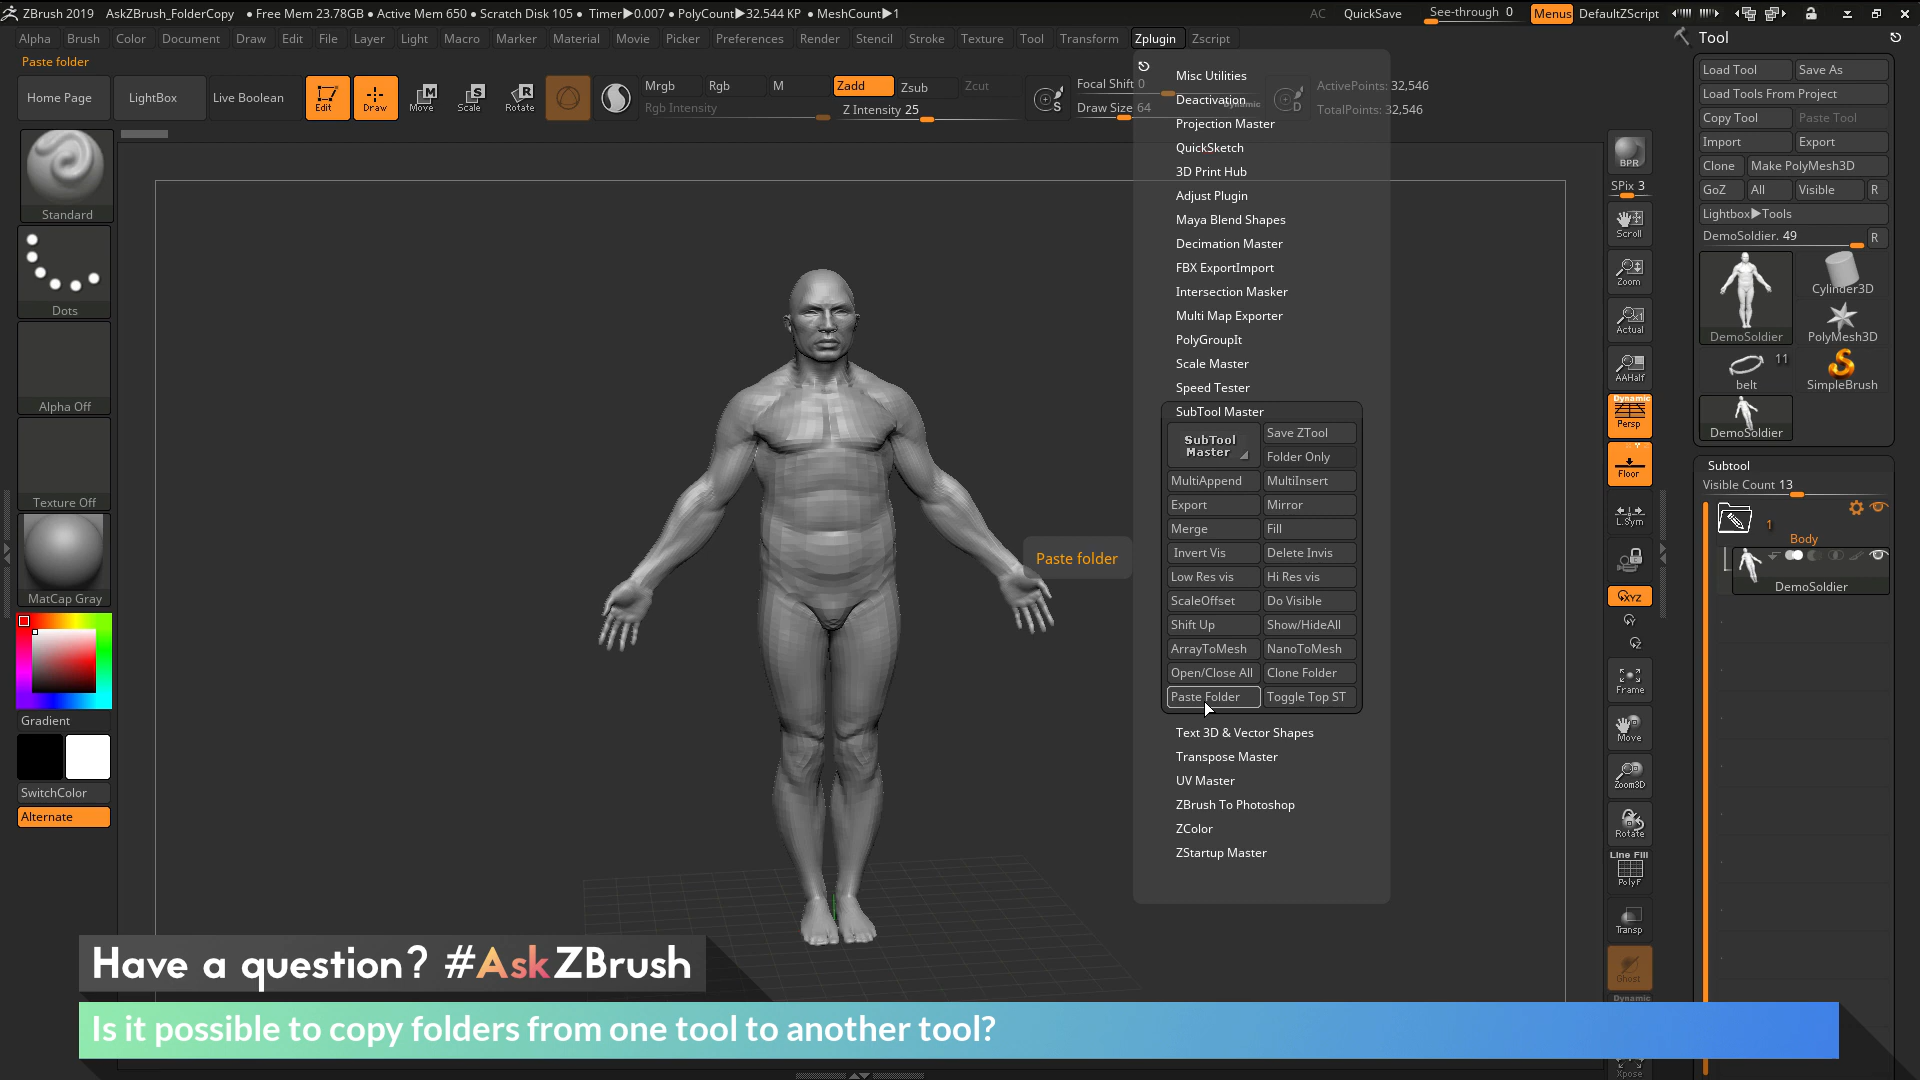 ZBrush 2019 AskZBrush_FolderCopy • Free Mem 23.78GB • Active Mem 650 • Scratch Disk 105 • Timer▶0.007 • PolyCount▶32.544 KP • MeshCount▶1 AC QuickSave See-through 0 Menus DefaultZScript
Alpha Brush Color Document Draw Edit File Layer Light Macro Marker Material Movie Picker Preferences Render Stencil Stroke Texture Tool Transform Zplugin Zscript
Paste folder
Home Page LightBox Live Boolean Edit Draw Move Scale Rotate
Mrgb Rgb M Zadd Zsub Zcut
Rgb Intensity Z Intensity 25
Focal Shift 0
Draw Size 64 Dynamic
S D
ActivePoints: 32,546
TotalPoints: 32,546
Standard
Dots
Alpha Off
Texture Off
MatCap Gray
Gradient
SwitchColor
Alternate
Paste folder
Misc Utilities
Deactivation
Projection Master
QuickSketch
3D Print Hub
Adjust Plugin
Maya Blend Shapes
Decimation Master
FBX ExportImport
Intersection Masker
Multi Map Exporter
PolyGroupIt
Scale Master
Speed Tester
SubTool Master
SubTool Master Save ZTool
Folder Only
MultiAppend MultiInsert
Export Mirror
Merge Fill
Invert Vis Delete Invis
Low Res vis Hi Res vis
ScaleOffset Do Visible
Shift Up Show/HideAll
ArrayToMesh NanoToMesh
Open/Close All Clone Folder
Paste Folder Toggle Top ST
Text 3D & Vector Shapes
Transpose Master
UV Master
ZBrush To Photoshop
ZColor
ZStartup Master
BPR
SPix 3
Scroll
Zoom
Actual
AAHalf
Dynamic
Persp
Floor
L.Sym
XYZ
Y
Z
Frame
Move
Zoom3D
Rotate
Line Fill
PolyF
Transp
Ghost
Dynamic
Xpose
Tool
Load Tool Save As
Load Tools From Project
Copy Tool Paste Tool
Import Export
Clone Make PolyMesh3D
GoZ All Visible R
Lightbox▶Tools
DemoSoldier. 49 R
DemoSoldier Cylinder3D
PolyMesh3D
11
belt SimpleBrush
DemoSoldier
Subtool
Visible Count 13
1
Body
DemoSoldier
Have a question? #AskZBrush
Is it possible to copy folders from one tool to another tool?